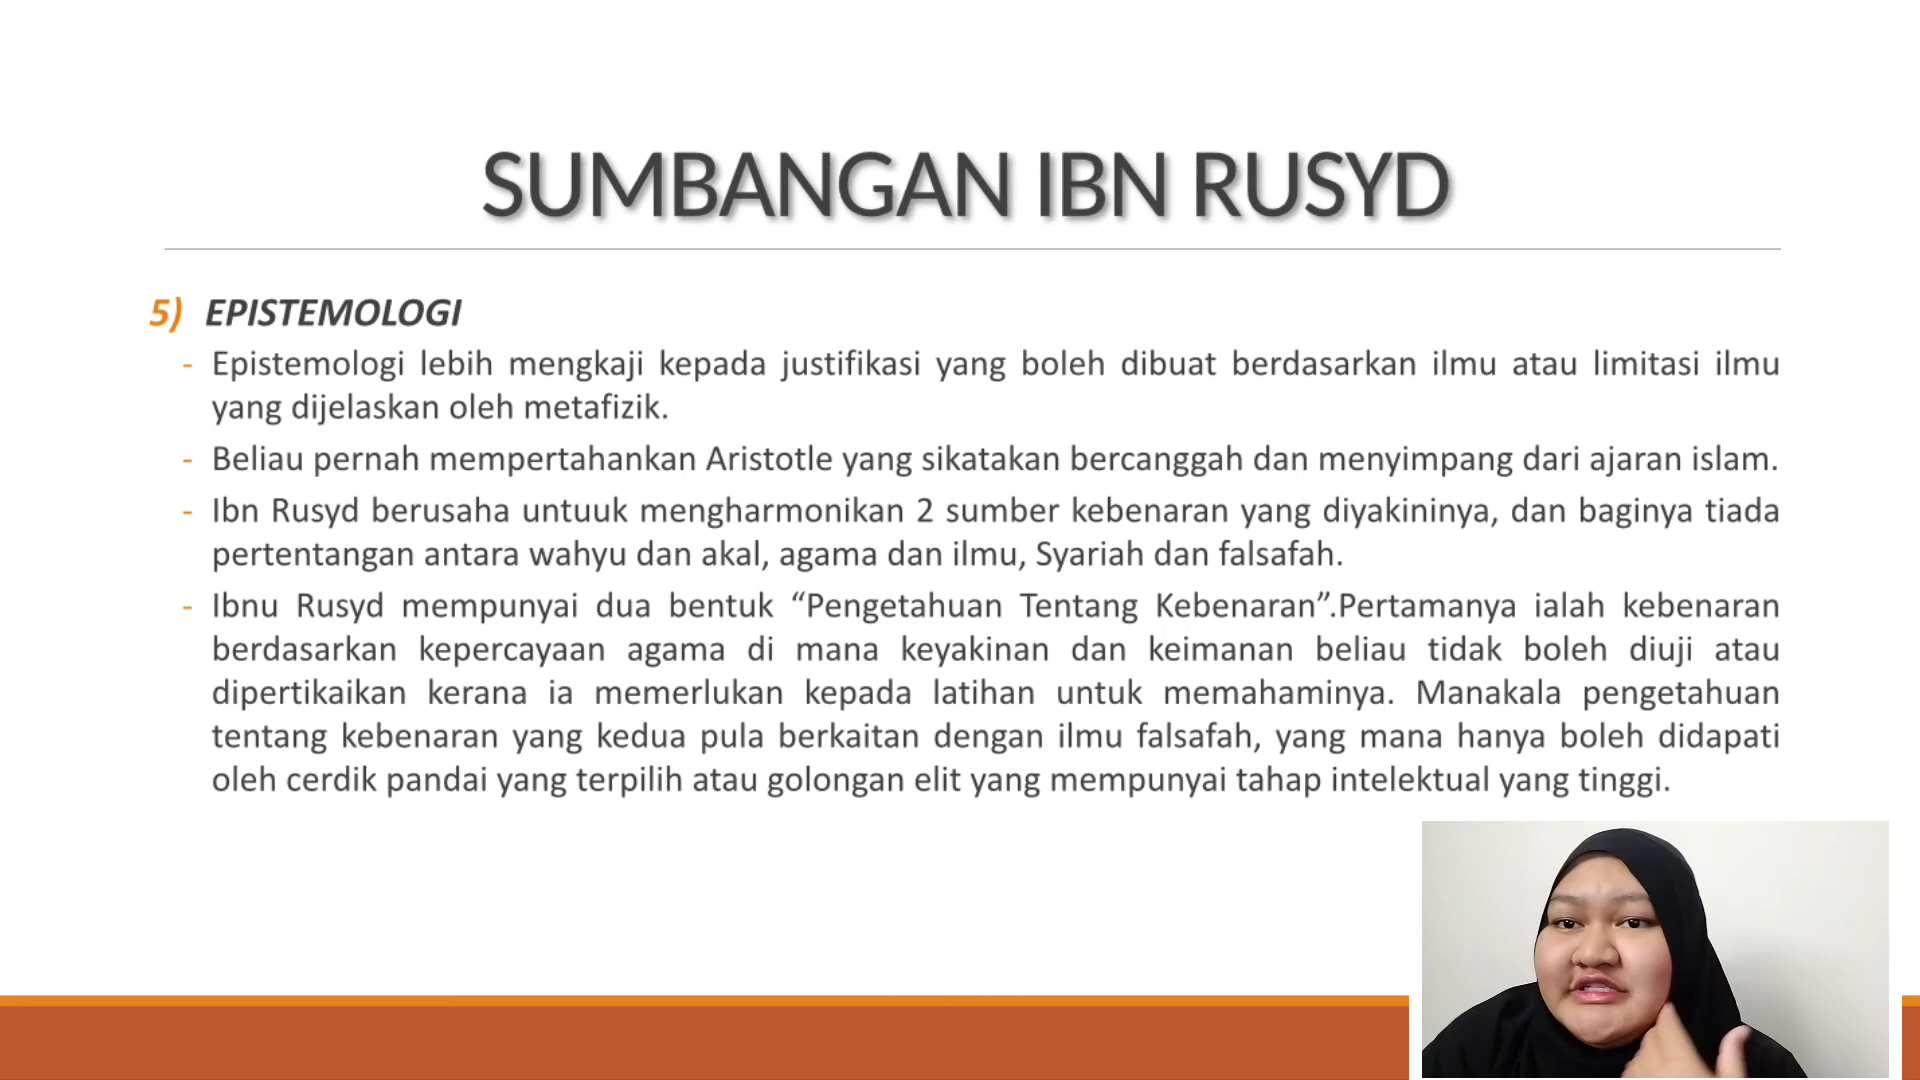 SUMBANGAN IBN RUSYD
5) EPISTEMOLOGI
- Epistemologi lebih mengkaji kepada justifikasi yang boleh dibuat berdasarkan ilmu atau limitasi ilmu
yang dijelaskan oleh metafizik.
- Beliau pernah mempertahankan Aristotle yang sikatakan bercanggah dan menyimpang dari ajaran islam.
- Ibn Rusyd berusaha untuuk mengharmonikan 2 sumber kebenaran yang diyakininya, dan baginya tiada
pertentangan antara wahyu dan akal, agama dan ilmu, Syariah dan falsafah.
- Ibnu Rusyd mempunyai dua bentuk “Pengetahuan Tentang Kebenaran”.Pertamanya ialah kebenaran
berdasarkan kepercayaan agama di mana keyakinan dan keimanan beliau tidak boleh diuji atau
dipertikaikan kerana ia memerlukan kepada latihan untuk memahaminya. Manakala pengetahuan
tentang kebenaran yang kedua pula berkaitan dengan ilmu falsafah, yang mana hanya boleh didapati
oleh cerdik pandai yang terpilih atau golongan elit yang mempunyai tahap intelektual yang tinggi.